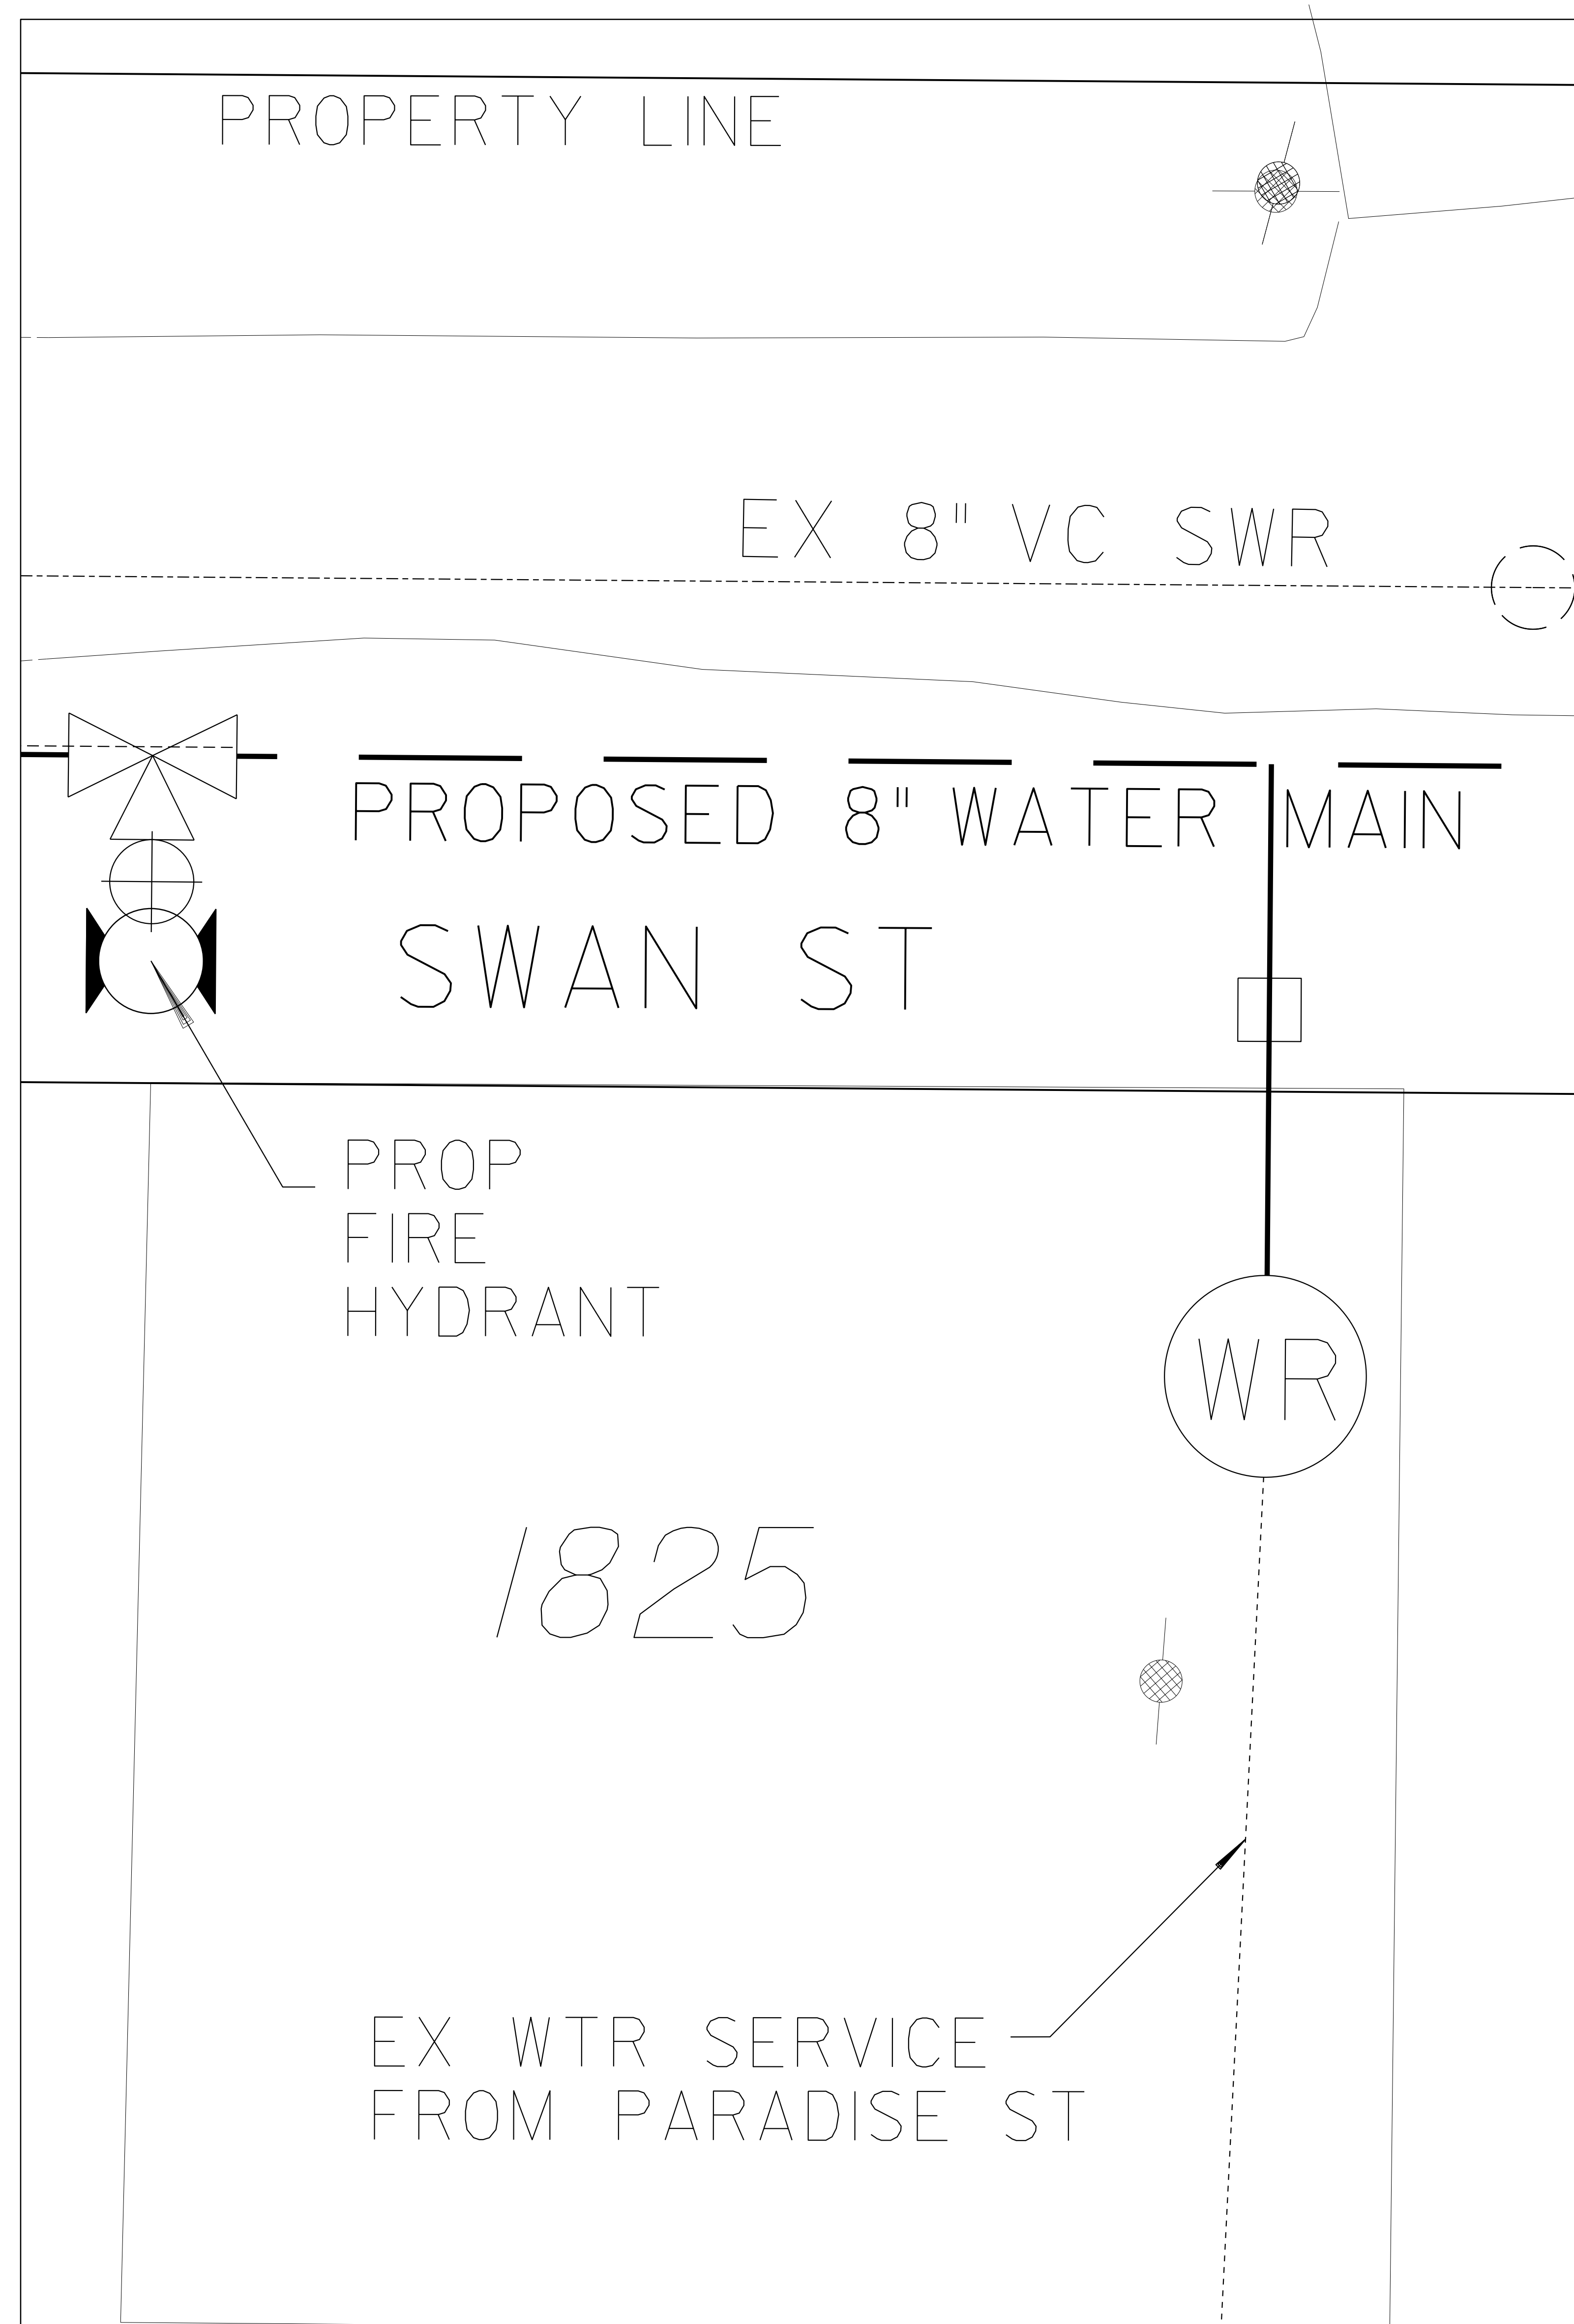 PROPERTY LINE
EX 8" VC SWR
PROPOSED 8" WATER MAIN
SWAN ST
PROP
FIRE
HYDRANT
WR
1825
EX WTR SERVICE
FROM PARADISE ST